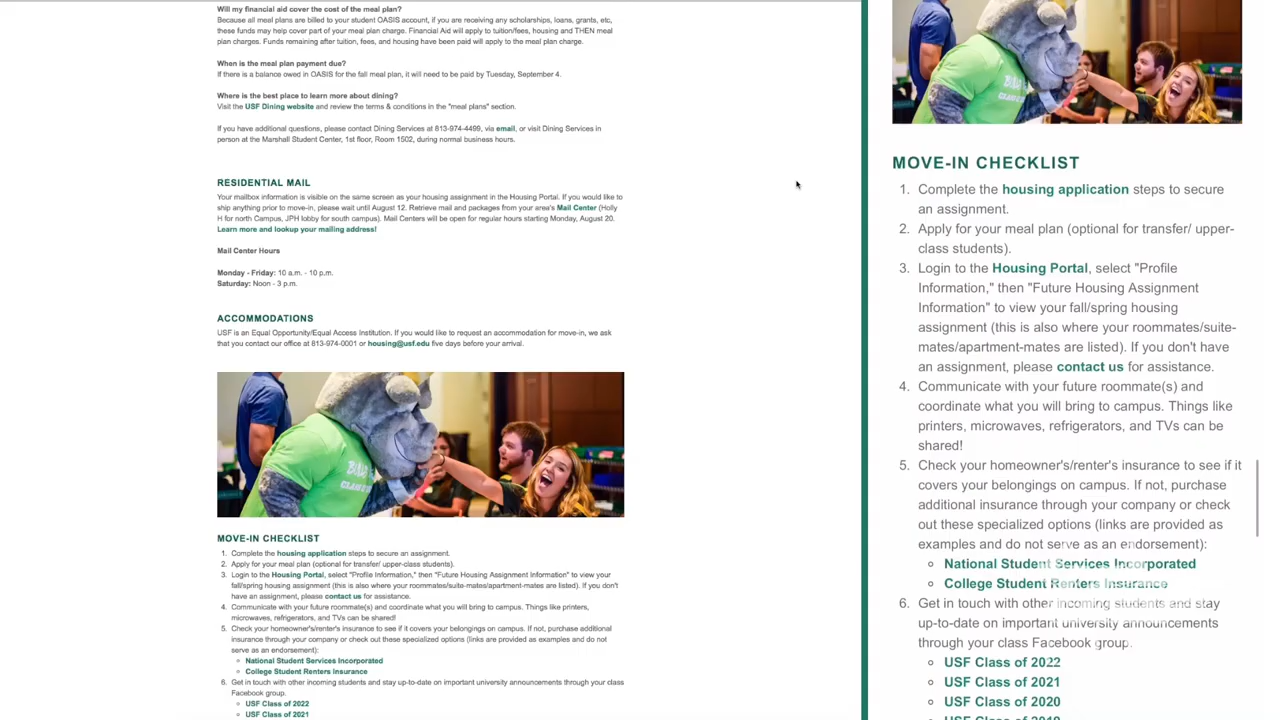 Will my financial aid cover the cost of the meal plan?
Because all meal plans are billed to your student OASIS account, if you are receiving any scholarships, loans, grants, etc,
these funds may help cover part of your meal plan charge. Financial Aid will apply to tuition/fees, housing and THEN meal
plan charges. Funds remaining after tuition, fees, and housing have been paid will apply to the meal plan charge.
When is the meal plan payment due?
If there is a balance owed in OASIS for the fall meal plan, it will need to be paid by Tuesday, September 4.
Where is the best place to learn more about dining?
Visit the USF Dining website and review the terms & conditions in the "meal plans" section.
If you have additional questions, please contact Dining Services at 813-974-4499, via email, or visit Dining Services in
person at the Marshall Student Center, 1st floor, Room 1502, during normal business hours.
RESIDENTIAL MAIL
Your mailbox information is visible on the same screen as your housing assignment in the Housing Portal. If you would like to
ship anything prior to move-in, please wait until August 12. Retrieve mail and packages from your area's Mail Center (Holly
H for north Campus, JPH lobby for south campus). Mail Centers will be open for regular hours starting Monday, August 20.
Learn more and lookup your mailing address!
Mail Center Hours
Monday - Friday: 10 a.m. - 10 p.m.
Saturday: Noon - 3 p.m.
ACCOMMODATIONS
USF is an Equal Opportunity/Equal Access Institution. If you would like to request an accommodation for move-in, we ask
that you contact our office at 813-974-0001 or housing@usf.edu five days before your arrival.
MOVE-IN CHECKLIST
1. Complete the housing application steps to secure an assignment.
2. Apply for your meal plan (optional for transfer/ upper-class students).
3. Login to the Housing Portal, select "Profile Information," then "Future Housing Assignment Information" to view your
fall/spring housing assignment (this is also where your roommates/suite-mates/apartment-mates are listed). If you don't
have an assignment, please contact us for assistance.
4. Communicate with your future roommate(s) and coordinate what you will bring to campus. Things like printers,
microwaves, refrigerators, and TVs can be shared!
5. Check your homeowner's/renter's insurance to see if it covers your belongings on campus. If not, purchase additional
insurance through your company or check out these specialized options (links are provided as examples and do not
serve as an endorsement):
National Student Services Incorporated
College Student Renters Insurance
6. Get in touch with other incoming students and stay up-to-date on important university announcements through your class
Facebook group.
USF Class of 2022
USF Class of 2021
MOVE-IN CHECKLIST
1. Complete the housing application steps to secure
an assignment.
2. Apply for your meal plan (optional for transfer/ upper-
class students).
3. Login to the Housing Portal, select "Profile
Information," then "Future Housing Assignment
Information" to view your fall/spring housing
assignment (this is also where your roommates/suite-
mates/apartment-mates are listed). If you don't have
an assignment, please contact us for assistance.
4. Communicate with your future roommate(s) and
coordinate what you will bring to campus. Things like
printers, microwaves, refrigerators, and TVs can be
shared!
5. Check your homeowner's/renter's insurance to see if it
covers your belongings on campus. If not, purchase
additional insurance through your company or check
out these specialized options (links are provided as
examples and do not serve as an endorsement):
National Student Services Incorporated
College Student Renters Insurance
6. Get in touch with other incoming students and stay
up-to-date on important university announcements
through your class Facebook group.
USF Class of 2022
USF Class of 2021
USF Class of 2020